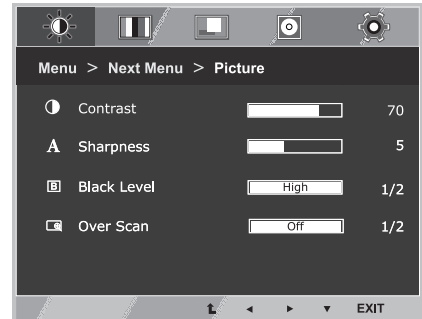 Menu > Next Menu > Picture
Contrast 70
A Sharpness 5
B Black Level High 1/2
Over Scan Off 1/2
EXIT